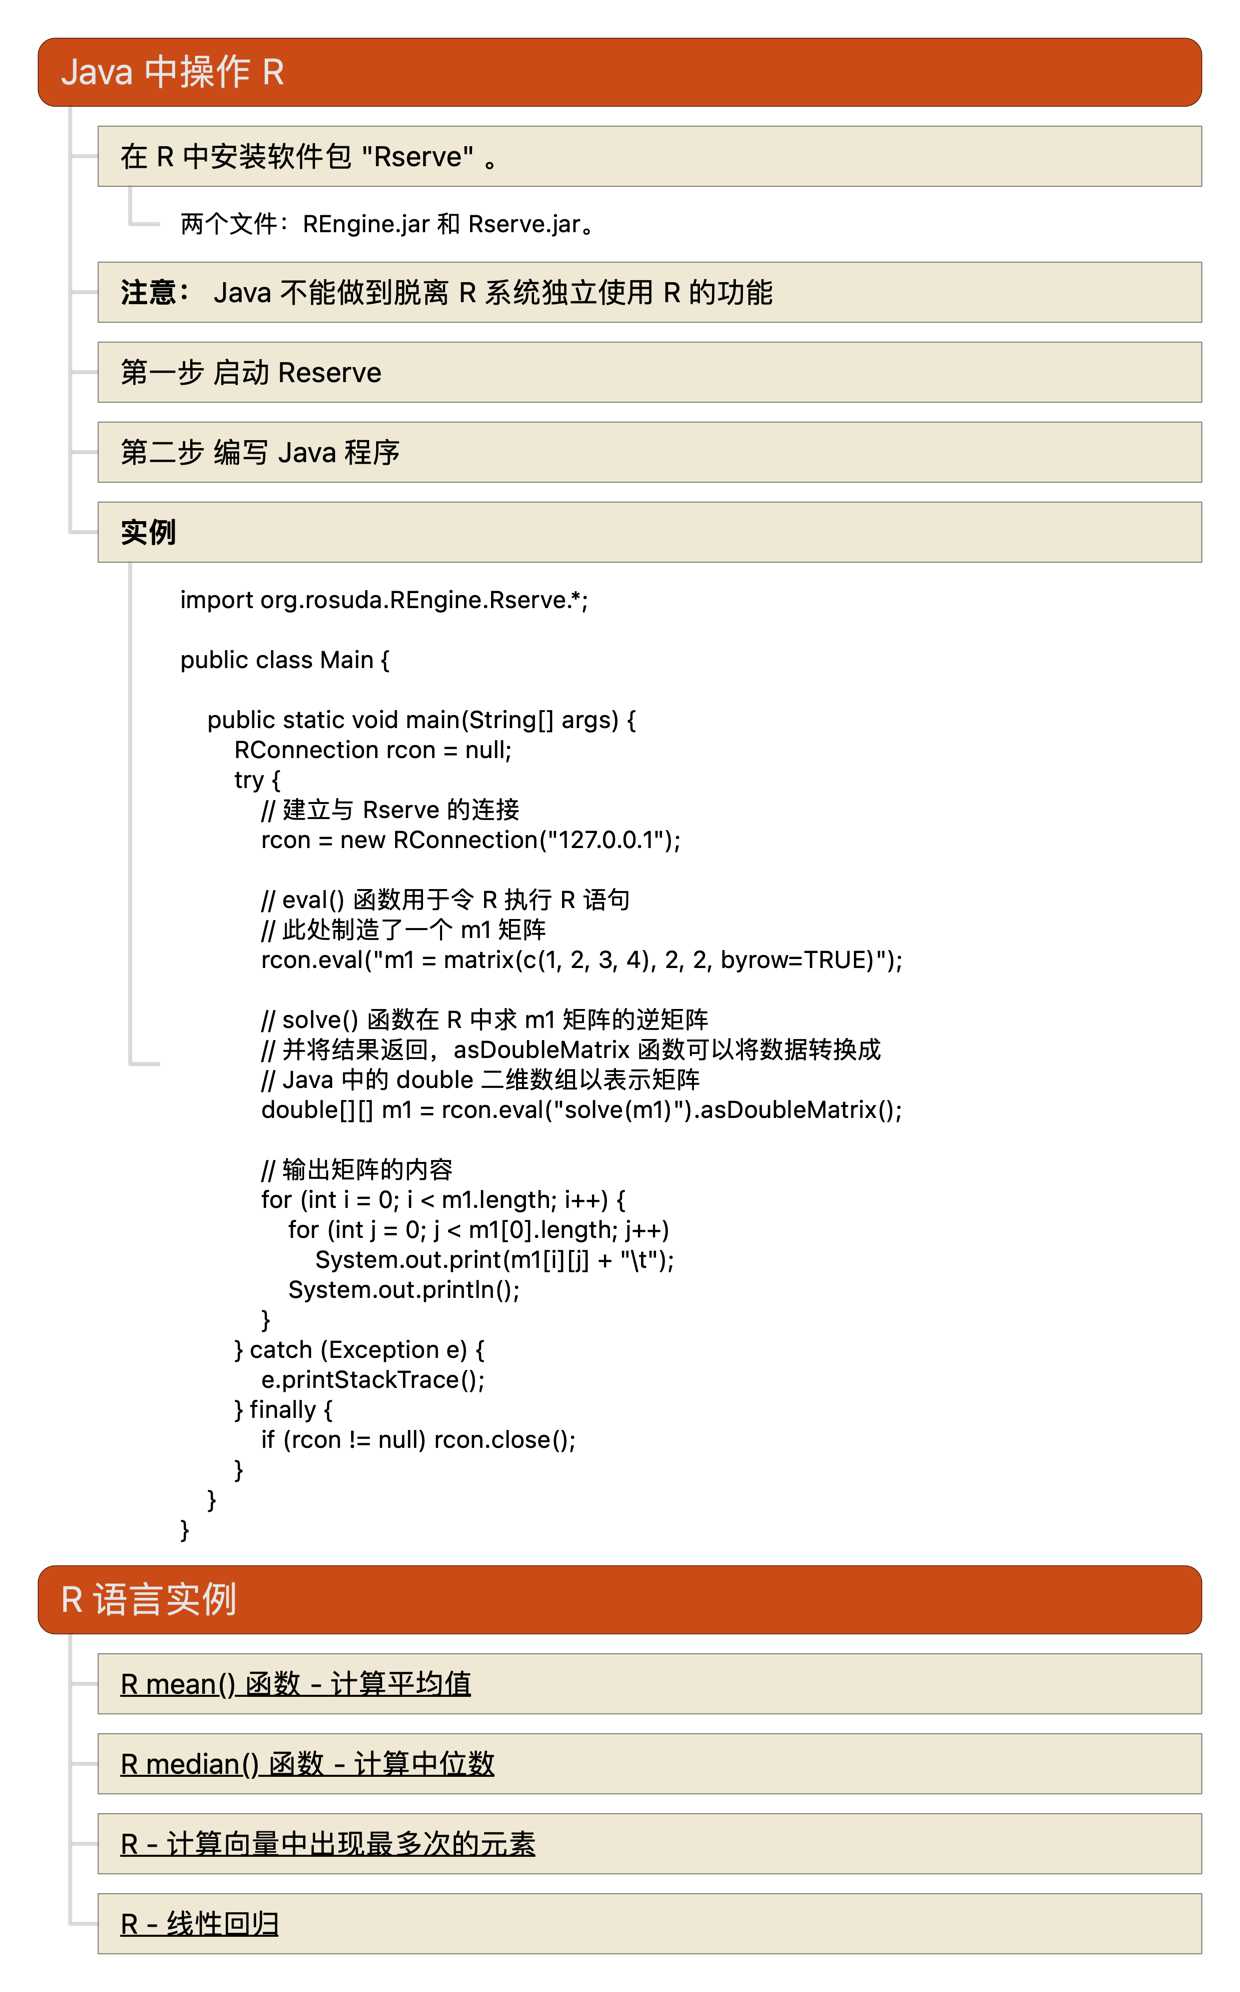 Java 中操作 R
在 R 中安装软件包 "Rserve" 。
两个文件：REngine.jar 和 Rserve.jar。
注意： Java 不能做到脱离 R 系统独立使用 R 的功能
第一步 启动 Reserve
第二步 编写 Java 程序
实例
import org.rosuda.REngine.Rserve.*;
public class Main {
    public static void main(String[] args) {
        RConnection rcon = null;
        try {
            // 建立与 Rserve 的连接
            rcon = new RConnection("127.0.0.1");
            // eval() 函数用于令 R 执行 R 语句
            // 此处制造了一个 m1 矩阵
            rcon.eval("m1 = matrix(c(1, 2, 3, 4), 2, 2, byrow=TRUE)");
            // solve() 函数在 R 中求 m1 矩阵的逆矩阵
            // 并将结果返回，asDoubleMatrix 函数可以将数据转换成
            // Java 中的 double 二维数组以表示矩阵
            double[][] m1 = rcon.eval("solve(m1)").asDoubleMatrix();
            // 输出矩阵的内容
            for (int i = 0; i < m1.length; i++) {
                for (int j = 0; j < m1[0].length; j++)
                    System.out.print(m1[i][j] + "\t");
                System.out.println();
            }
        } catch (Exception e) {
            e.printStackTrace();
        } finally {
            if (rcon != null) rcon.close();
        }
    }
}
R 语言实例
R mean() 函数 - 计算平均值
R median() 函数 - 计算中位数
R - 计算向量中出现最多次的元素
R - 线性回归